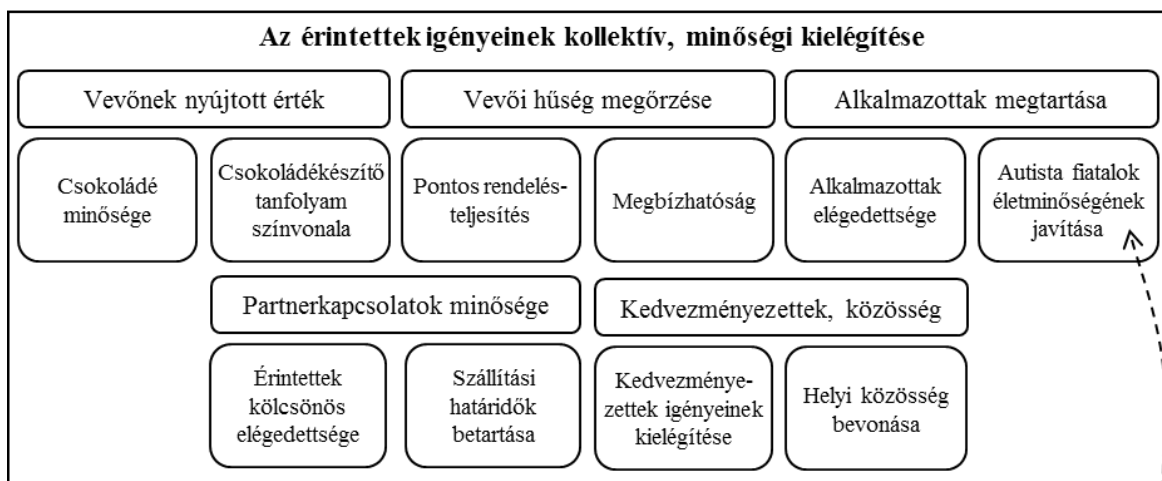 Az érintettek igényeinek kollektív, minőségi kielégítése
Vevőnek nyújtott érték
Vevői hűség megőrzése
Alkalmazottak megtartása
Csokoládé
minősége
Csokoládékészítő
tanfolyam
színvonala
Pontos rendelés-
teljesítés
Megbízhatóság
Alkalmazottak
elégedettsége
Autista fiatalok
életminőségének
javítása
Partnerkapcsolatok minősége
Kedvezményezettek, közösség
Érintettek
kölcsönös
elégedettsége
Szállítási
határidők
betartása
Kedvezménye-
zettek igényeinek
kielégítése
Helyi közösség
bevonása